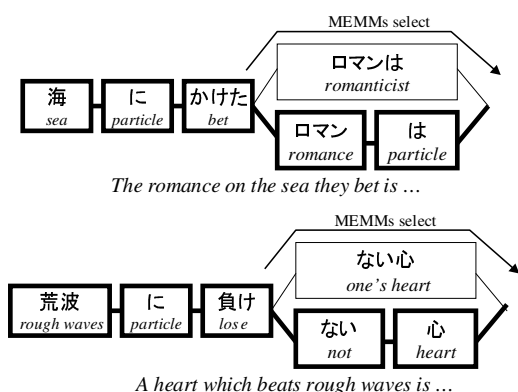 MEMMs select
ロマンは
romanticist
海 に かけた
sea particle bet
ロマン は
romance particle
The romance on the sea they bet is …
MEMMs select
ない心
one's heart
荒波 に 負け
rough waves particle lose
ない 心
not heart
A heart which beats rough waves is …